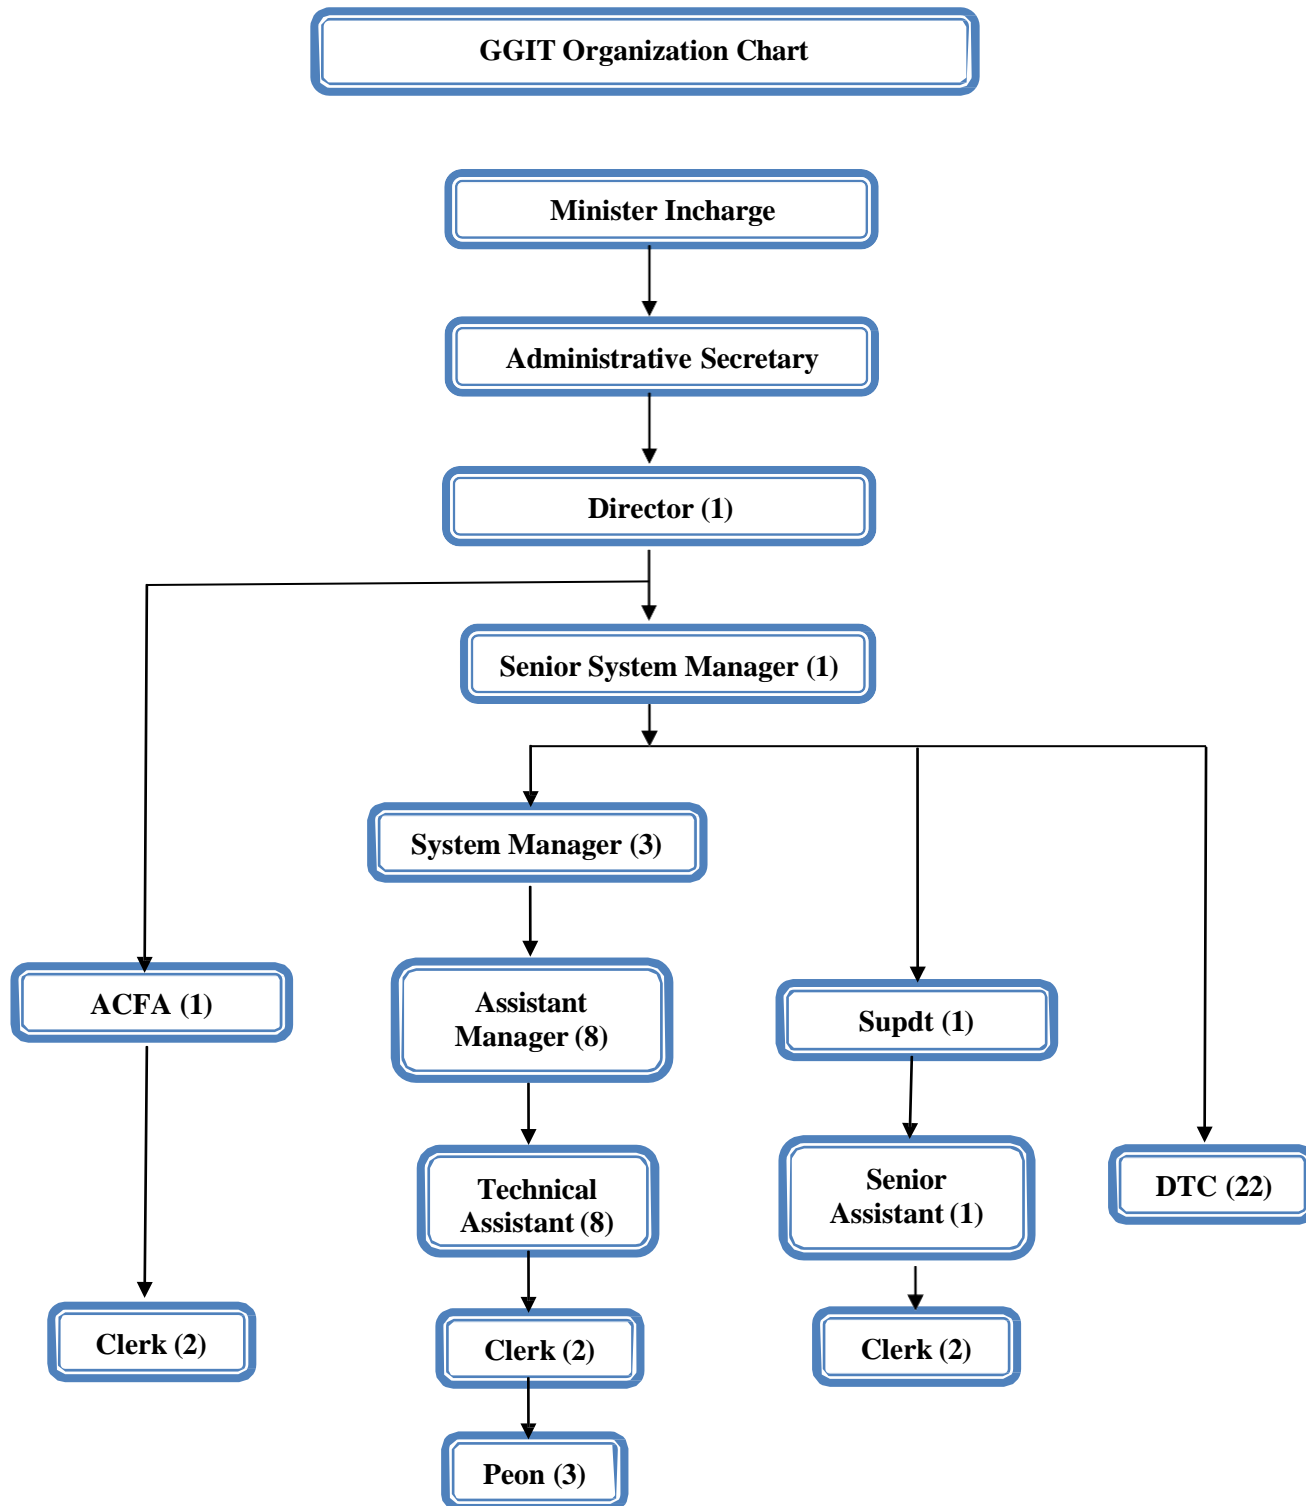 GGIT Organization Chart
Minister Incharge
Administrative Secretary
Director (1)
Senior System Manager (1)
System Manager (3)
ACFA (1)
Assistant
Manager (8)
Supdt (1)
Technical
Assistant (8)
Senior
Assistant (1)
DTC (22)
Clerk (2)
Clerk (2)
Clerk (2)
Peon (3)